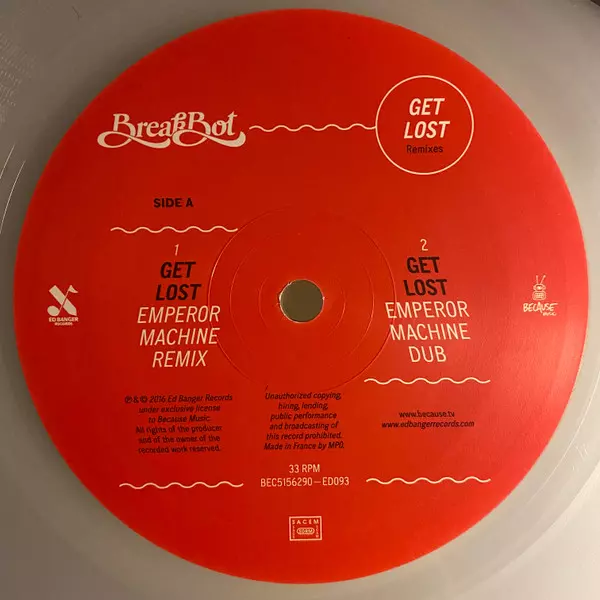 BreakBot
GET
LOST
Remixes
SIDE A
1
GET
LOST
EMPEROR
MACHINE
REMIX
2
GET
LOST
EMPEROR
MACHINE
DUB
ED BANGER
RECORDS
BECAUSE
MUSIC
℗ & © 2016 Ed Banger Records
under exclusive license
to Because Music.
All rights of the producer
and of the owner of the
recorded work reserved.
Unauthorized copying,
hiring, lending,
public performance
and broadcasting of
this record prohibited.
Made in France by MPO.
www.because.tv
www.edbangerrecords.com
33 RPM
BEC5156290—ED093
SACEM